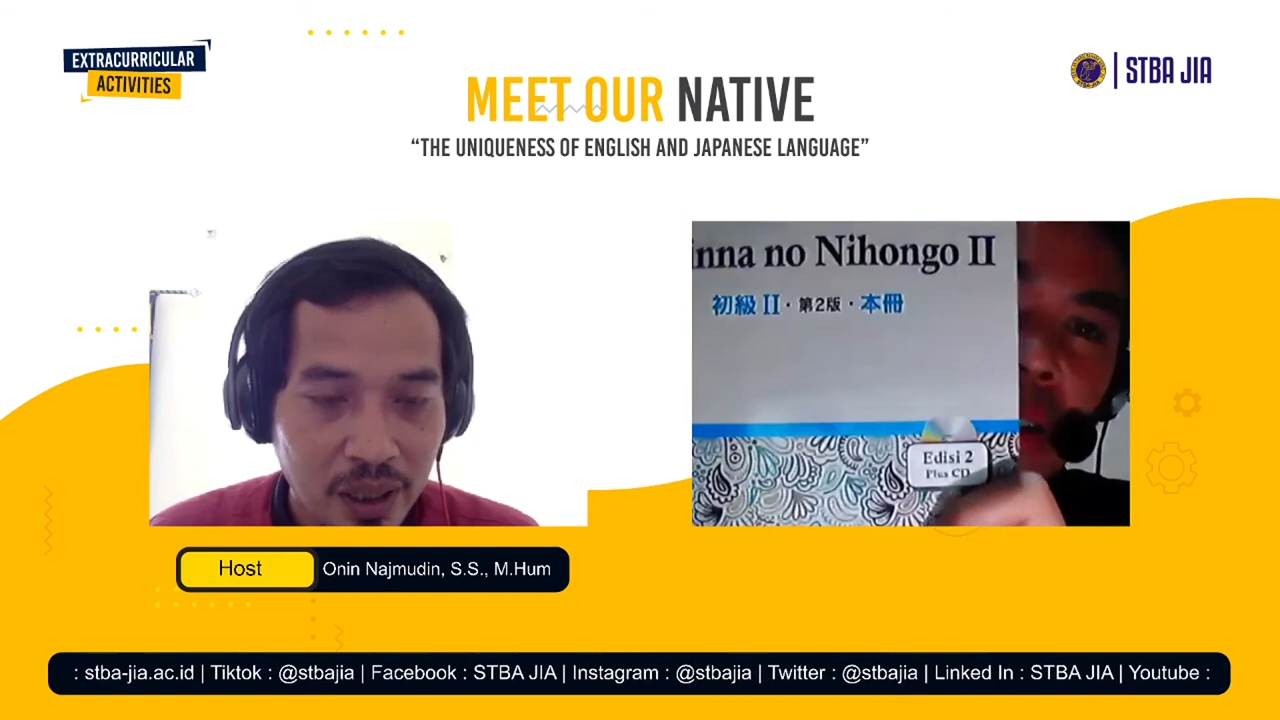 EXTRACURRICULAR
ACTIVITIES
STBA JIA
MEET OUR NATIVE
“THE UNIQUENESS OF ENGLISH AND JAPANESE LANGUAGE”
inna no Nihongo II
初級 II・第2版・本冊
Edisi 2
Plus CD
Host
Onin Najmudin, S.S., M.Hum
: stba-jia.ac.id | Tiktok : @stbajia | Facebook : STBA JIA | Instagram : @stbajia | Twitter : @stbajia | Linked In : STBA JIA | Youtube :